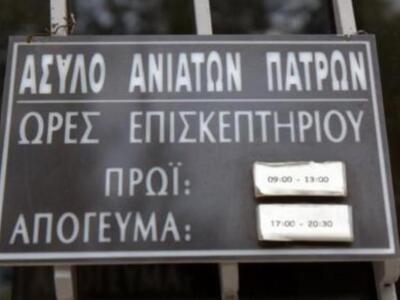 ΑΣΥΛΟ ΑΝΙΑΤΩΝ ΠΑΤΡΩΝ
ΩΡΕΣ ΕΠΙΣΚΕΠΤΗΡΙΟΥ
ΠΡΩΪ: 09:00 - 13:00
ΑΠΟΓΕΥΜΑ: 17:00 - 20:30